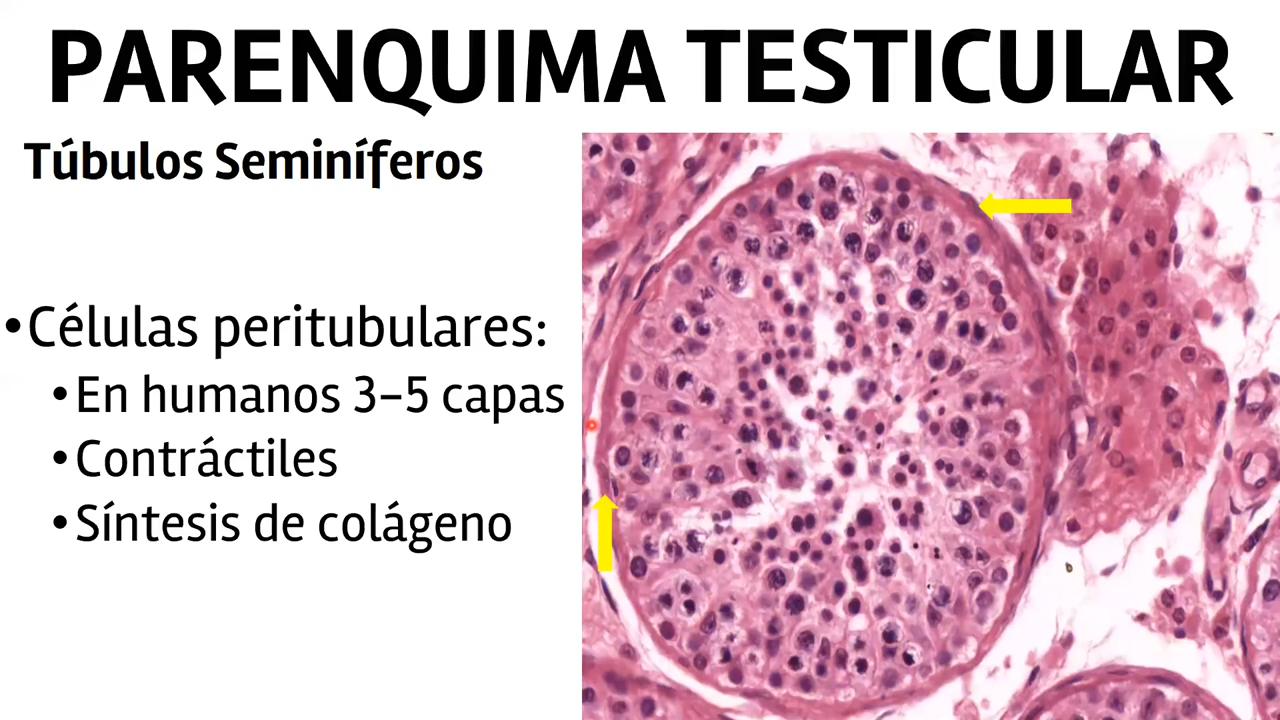 PARENQUIMA TESTICULAR
Túbulos Seminíferos
•Células peritubulares:
•En humanos 3–5 capas
•Contráctiles
•Síntesis de colágeno